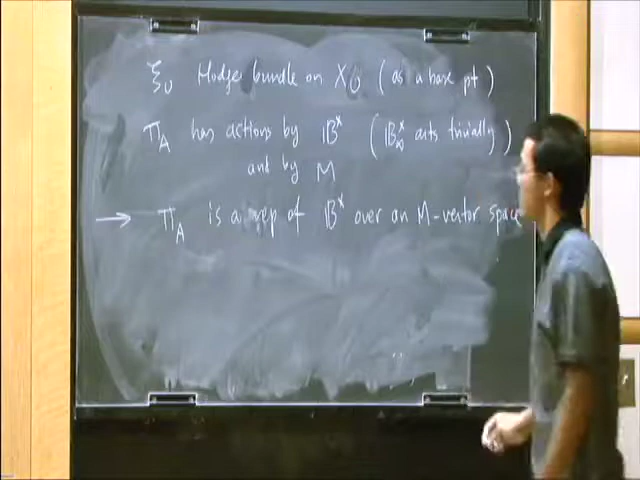 ξ_U Hodge bundle on X_U (as a base pt)
π_A has actions by 𝔹^× (𝔹_∞^× acts trivially)
and by M
→ π_A is a rep of 𝔹^× over an M-vector space